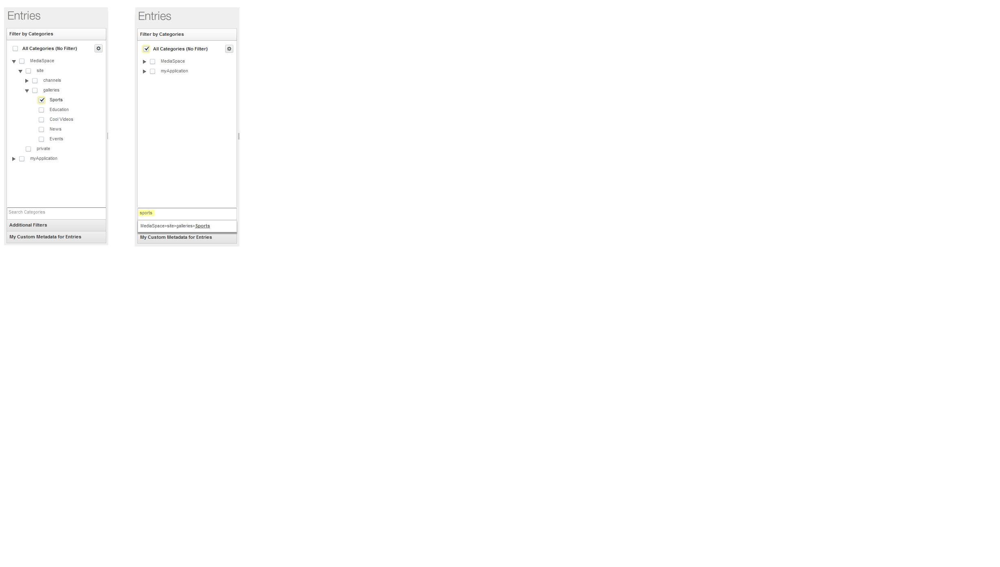 Entries
Filter by Categories
All Categories (No Filter)
MediaSpace
site
channels
galleries
Sports
Education
Cool Videos
News
Events
private
myApplication
Search Categories
Additional Filters
My Custom Metadata for Entries
Entries
Filter by Categories
All Categories (No Filter)
MediaSpace
myApplication
sports
MediaSpace>site>galleries>Sports
My Custom Metadata for Entries